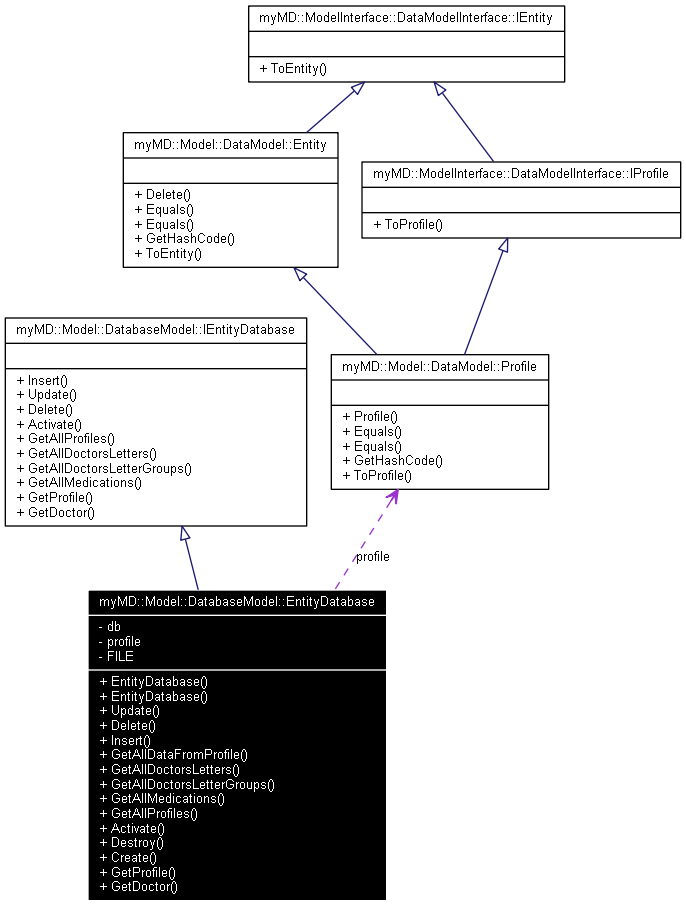 myMD::ModelInterface::DataModelInterface::IEntity
+ ToEntity()
myMD::Model::DataModel::Entity
+ Delete()
+ Equals()
+ Equals()
+ GetHashCode()
+ ToEntity()
myMD::ModelInterface::DataModelInterface::IProfile
+ ToProfile()
myMD::Model::DatabaseModel::IEntityDatabase
+ Insert()
+ Update()
+ Delete()
+ Activate()
+ GetAllProfiles()
+ GetAllDoctorsLetters()
+ GetAllDoctorsLetterGroups()
+ GetAllMedications()
+ GetProfile()
+ GetDoctor()
myMD::Model::DataModel::Profile
+ Profile()
+ Equals()
+ Equals()
+ GetHashCode()
+ ToProfile()
profile
myMD::Model::DatabaseModel::EntityDatabase
- db
- profile
- FILE
+ EntityDatabase()
+ EntityDatabase()
+ Update()
+ Delete()
+ Insert()
+ GetAllDataFromProfile()
+ GetAllDoctorsLetters()
+ GetAllDoctorsLetterGroups()
+ GetAllMedications()
+ GetAllProfiles()
+ Activate()
+ Destroy()
+ Create()
+ GetProfile()
+ GetDoctor()